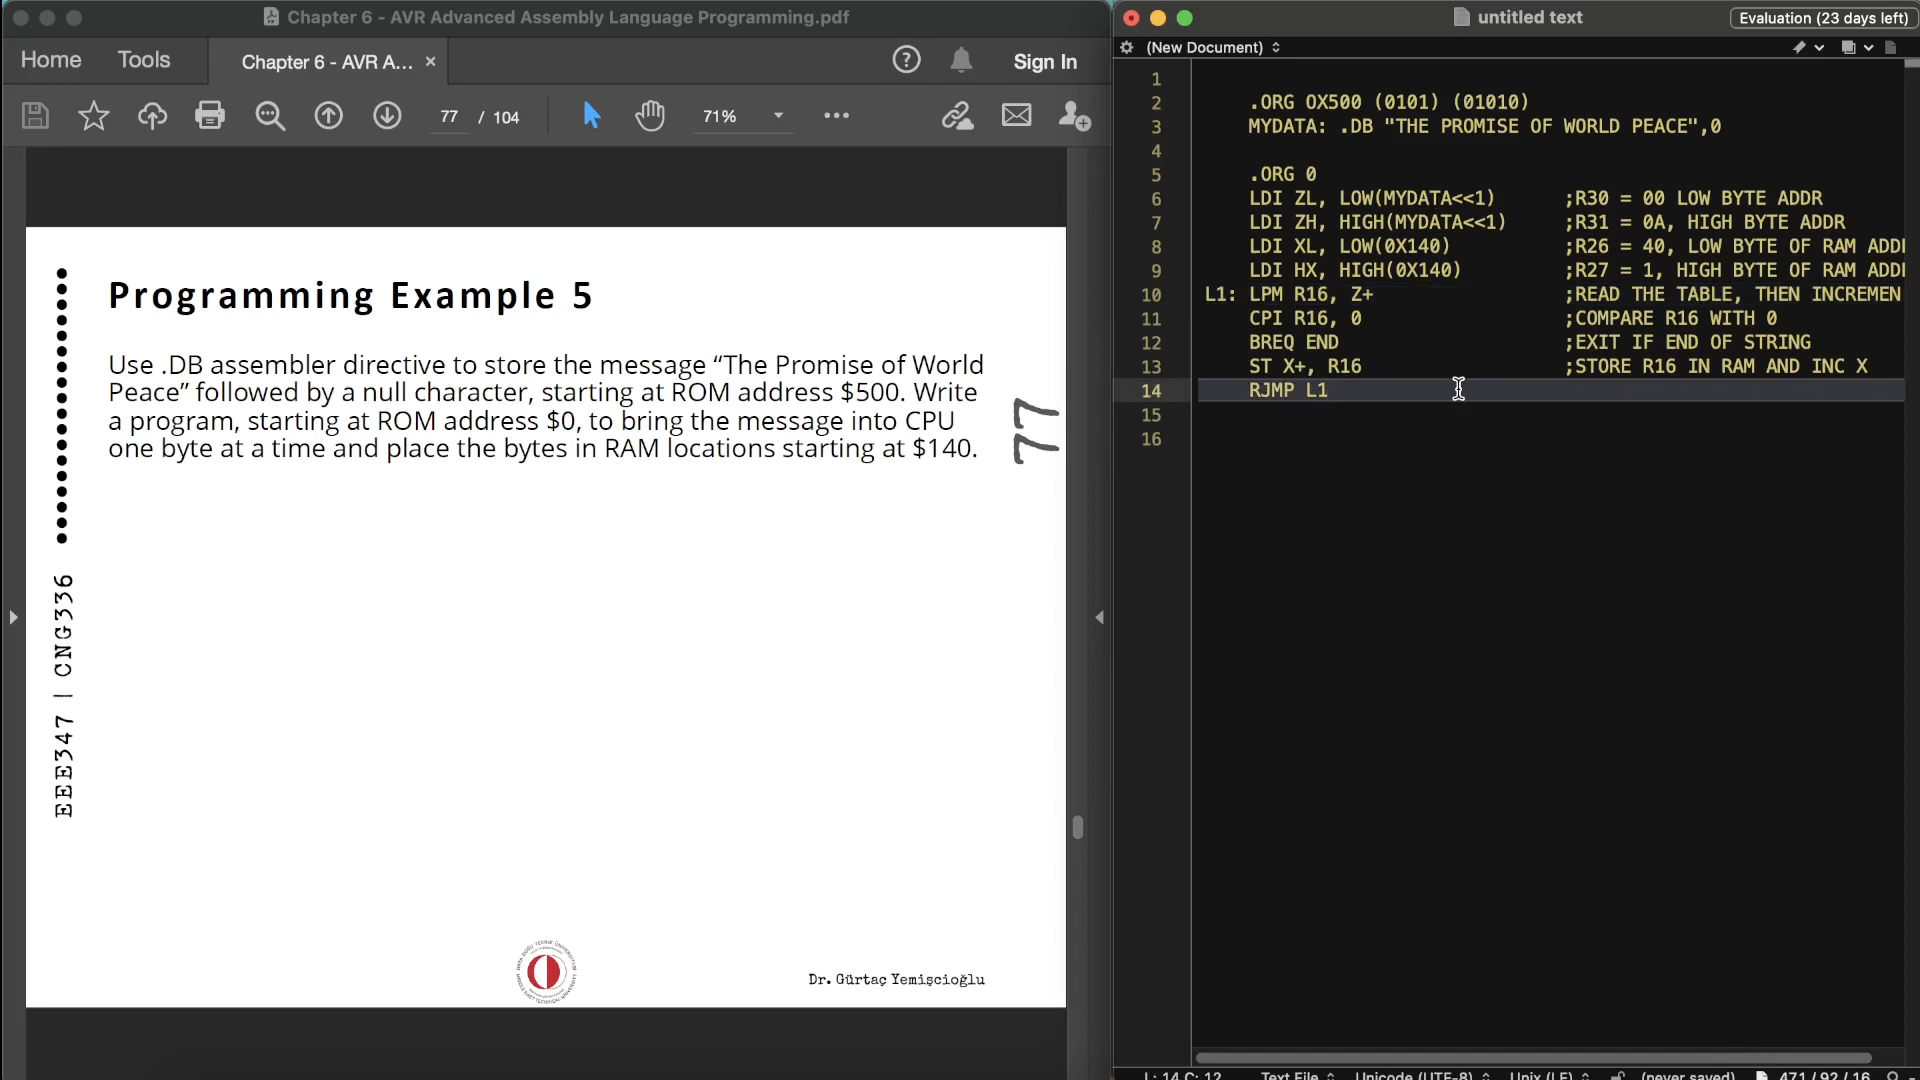 Chapter 6 - AVR Advanced Assembly Language Programming.pdf
Home Tools Chapter 6 - AVR A... × Sign In
77 / 104 71%
Programming Example 5
Use .DB assembler directive to store the message “The Promise of World
Peace” followed by a null character, starting at ROM address $500. Write
a program, starting at ROM address $0, to bring the message into CPU
one byte at a time and place the bytes in RAM locations starting at $140.
77
EEE347 | CNG336
Dr. Gürtaç Yemişcioğlu
untitled text
Evaluation (23 days left)
(New Document)
1
2 .ORG OX500 (0101) (01010)
3 MYDATA: .DB "THE PROMISE OF WORLD PEACE",0
4
5 .ORG 0
6 LDI ZL, LOW(MYDATA<<1) ;R30 = 00 LOW BYTE ADDR
7 LDI ZH, HIGH(MYDATA<<1) ;R31 = 0A, HIGH BYTE ADDR
8 LDI XL, LOW(0X140) ;R26 = 40, LOW BYTE OF RAM ADD
9 LDI HX, HIGH(0X140) ;R27 = 1, HIGH BYTE OF RAM ADD
10 L1: LPM R16, Z+ ;READ THE TABLE, THEN INCREMEN
11 CPI R16, 0 ;COMPARE R16 WITH 0
12 BREQ END ;EXIT IF END OF STRING
13 ST X+, R16 ;STORE R16 IN RAM AND INC X
14 RJMP L1
15
16
L: 14 C: 12 Text File Unicode (UTF-8) Unix (LF) (never saved) 471 / 92 / 16